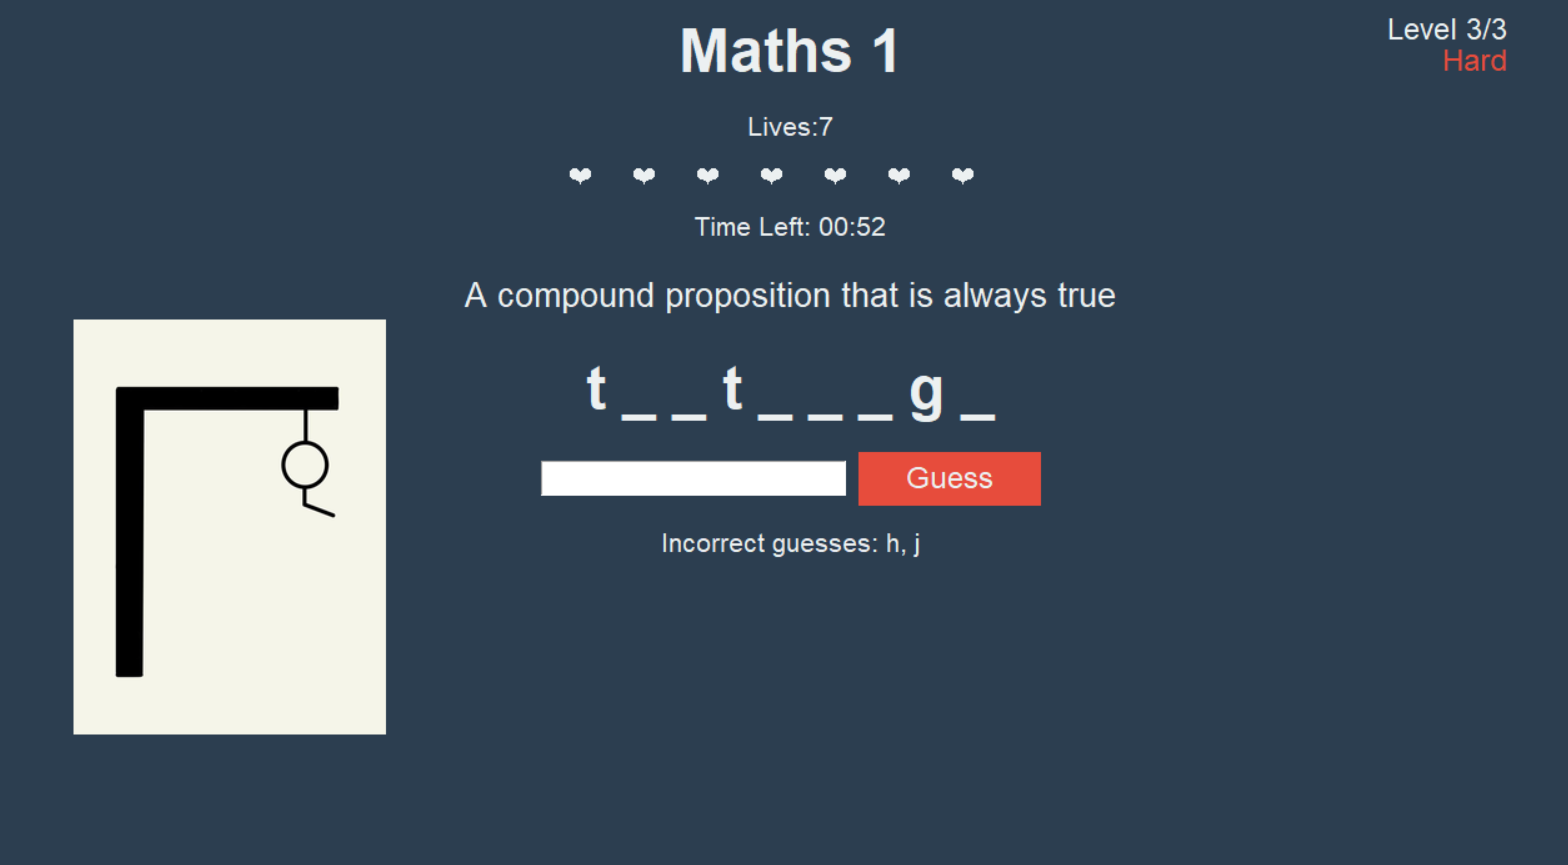 Maths 1
Level 3/3
Hard
Lives:7
Time Left: 00:52
A compound proposition that is always true
t _ _ t _ _ _ g _
Guess
Incorrect guesses: h, j